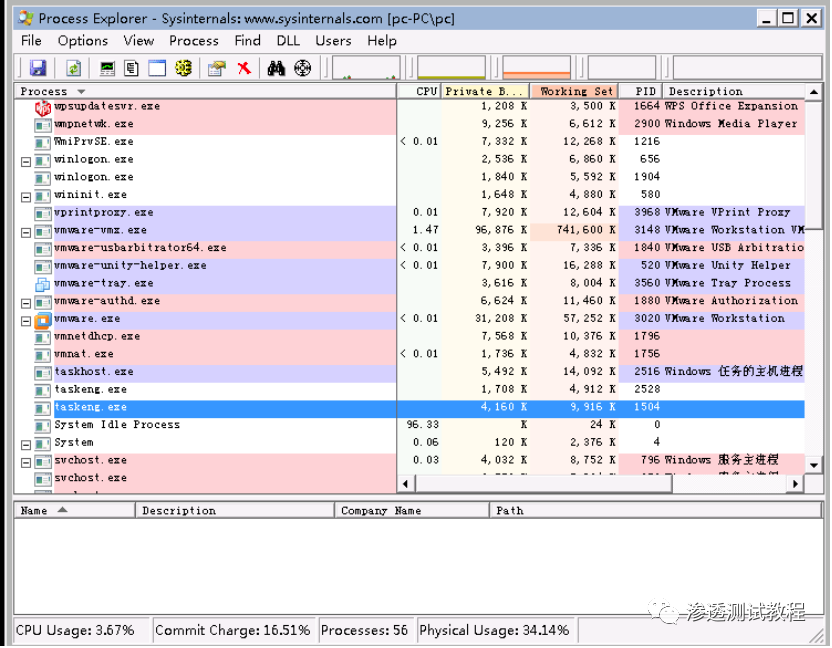 Process Explorer - Sysinternals: www.sysinternals.com [pc-PC\pc]
File Options View Process Find DLL Users Help
Process CPU Private B... Working Set PID Description
wpsupdatesvr.exe 1,208 K 3,500 K 1664 WPS Office Expansion
wmpnetwk.exe 9,256 K 6,612 K 2900 Windows Media Player
WmiPrvSE.exe < 0.01 7,332 K 12,268 K 1216
winlogon.exe 2,536 K 6,860 K 656
winlogon.exe 1,840 K 5,592 K 1904
wininit.exe 1,648 K 4,880 K 580
vprintproxy.exe 0.01 7,920 K 12,604 K 3968 VMware VPrint Proxy
vmware-vmx.exe 1.47 96,876 K 741,600 K 3148 VMware Workstation VM
vmware-usbarbitrator64.exe < 0.01 3,396 K 7,336 K 1840 VMware USB Arbitratio
vmware-unity-helper.exe < 0.01 7,900 K 16,288 K 520 VMware Unity Helper
vmware-tray.exe 3,616 K 8,004 K 3560 VMware Tray Process
vmware-authd.exe 6,624 K 11,460 K 1880 VMware Authorization
vmware.exe < 0.01 31,208 K 57,252 K 3020 VMware Workstation
vmnetdhcp.exe 7,568 K 10,376 K 1796
vmnat.exe < 0.01 1,736 K 4,832 K 1756
taskhost.exe 5,492 K 14,092 K 2516 Windows 任务的主机进程
taskeng.exe 1,708 K 4,912 K 2528
taskeng.exe 4,160 K 9,916 K 1504
System Idle Process 96.33 K 24 K 0
System 0.06 120 K 2,376 K 4
svchost.exe 0.03 4,032 K 8,752 K 796 Windows 服务主进程
svchost.exe
Name Description Company Name Path
渗透测试教程
CPU Usage: 3.67% Commit Charge: 16.51% Processes: 56 Physical Usage: 34.14%